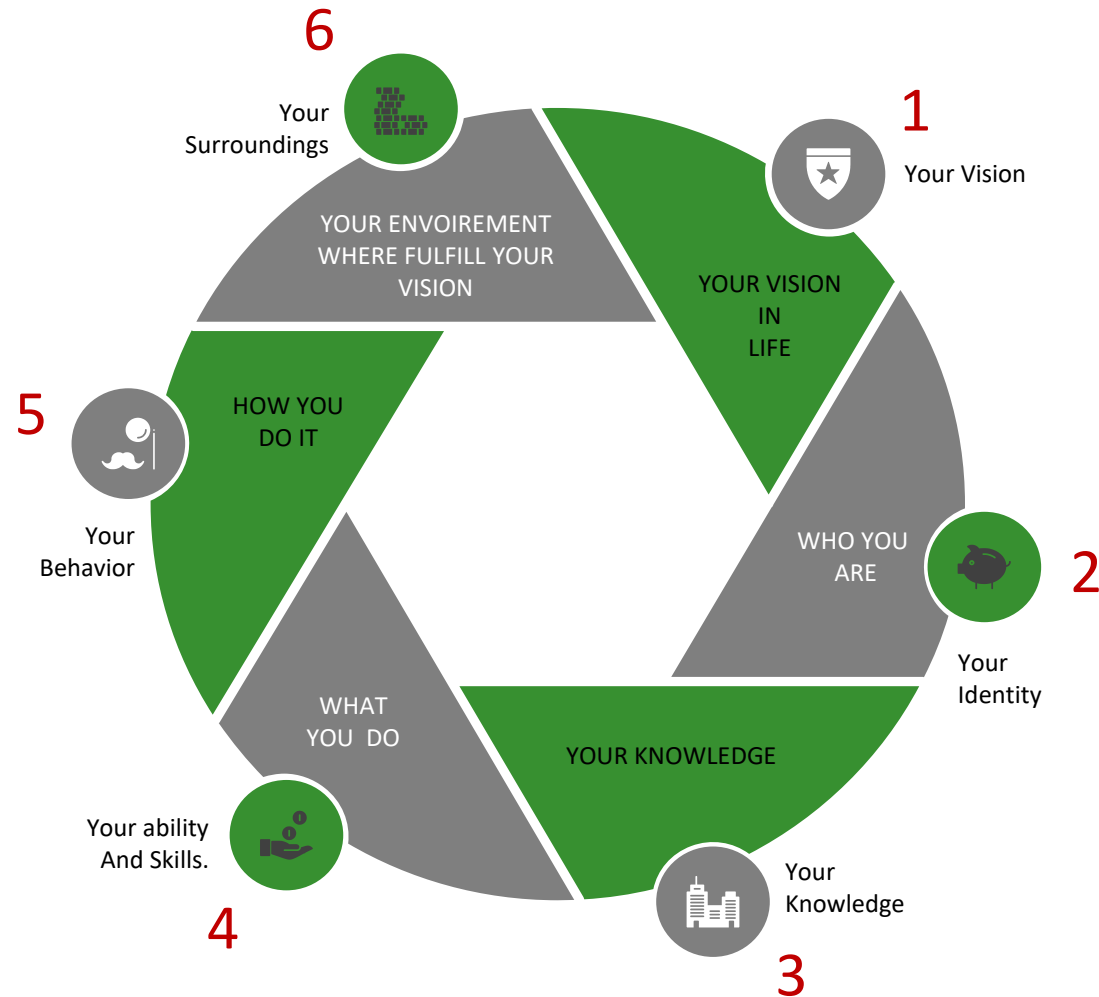 1
Your Vision
YOUR VISION
IN
LIFE
2
Your
Identity
WHO YOU
ARE
3
Your
Knowledge
YOUR KNOWLEDGE
4
Your ability
And Skills.
WHAT
YOU  DO
5
Your
Behavior
HOW YOU
DO IT
6
Your
Surroundings
YOUR ENVOIREMENT
WHERE FULFILL YOUR
VISION